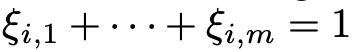 ξ_{i,1} + ⋯ + ξ_{i,m} = 1